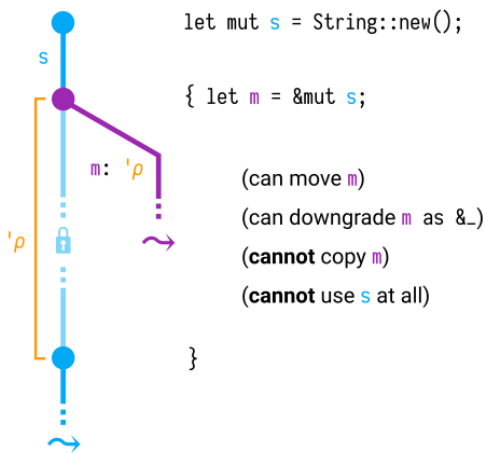 let mut s = String::new();
s
{ let m = &mut s;
m: 'ρ
(can move m)
(can downgrade m as &_)
'ρ
(cannot copy m)
(cannot use s at all)
}